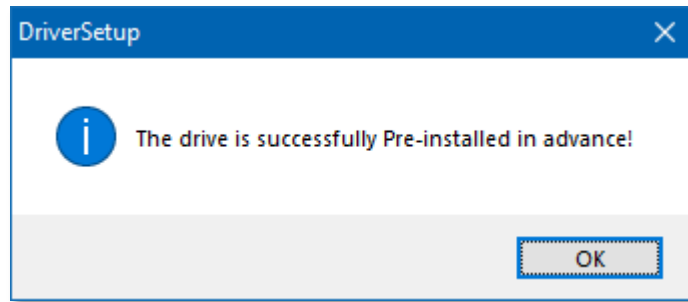 DriverSetup
The drive is successfully Pre-installed in advance!
OK